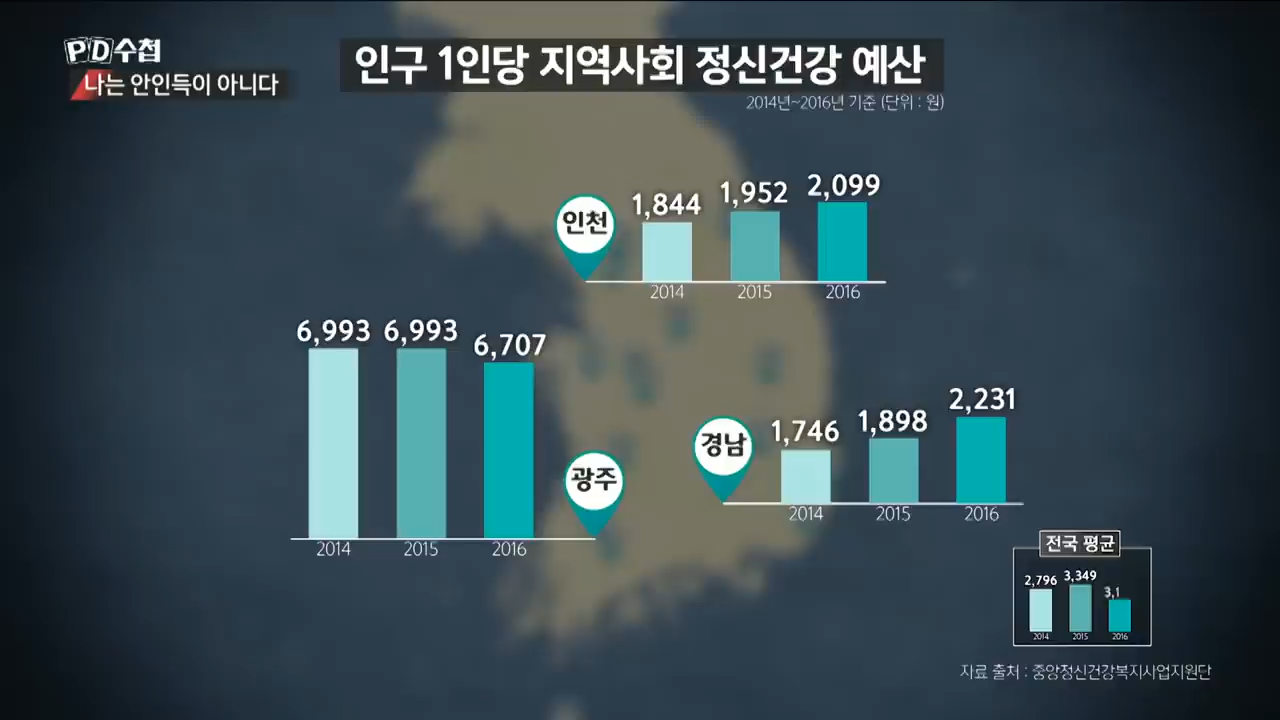 PD수첩
나는 안인득이 아니다
인구 1인당 지역사회 정신건강 예산
2014년~2016년 기준 (단위 : 원)
인천
1,844 1,952 2,099
2014 2015 2016
6,993 6,993 6,707
2014 2015 2016
광주
경남
1,746 1,898 2,231
2014 2015 2016
전국 평균
2,796 3,349 3,1
2014 2015 2016
자료 출처 : 중앙정신건강복지사업지원단